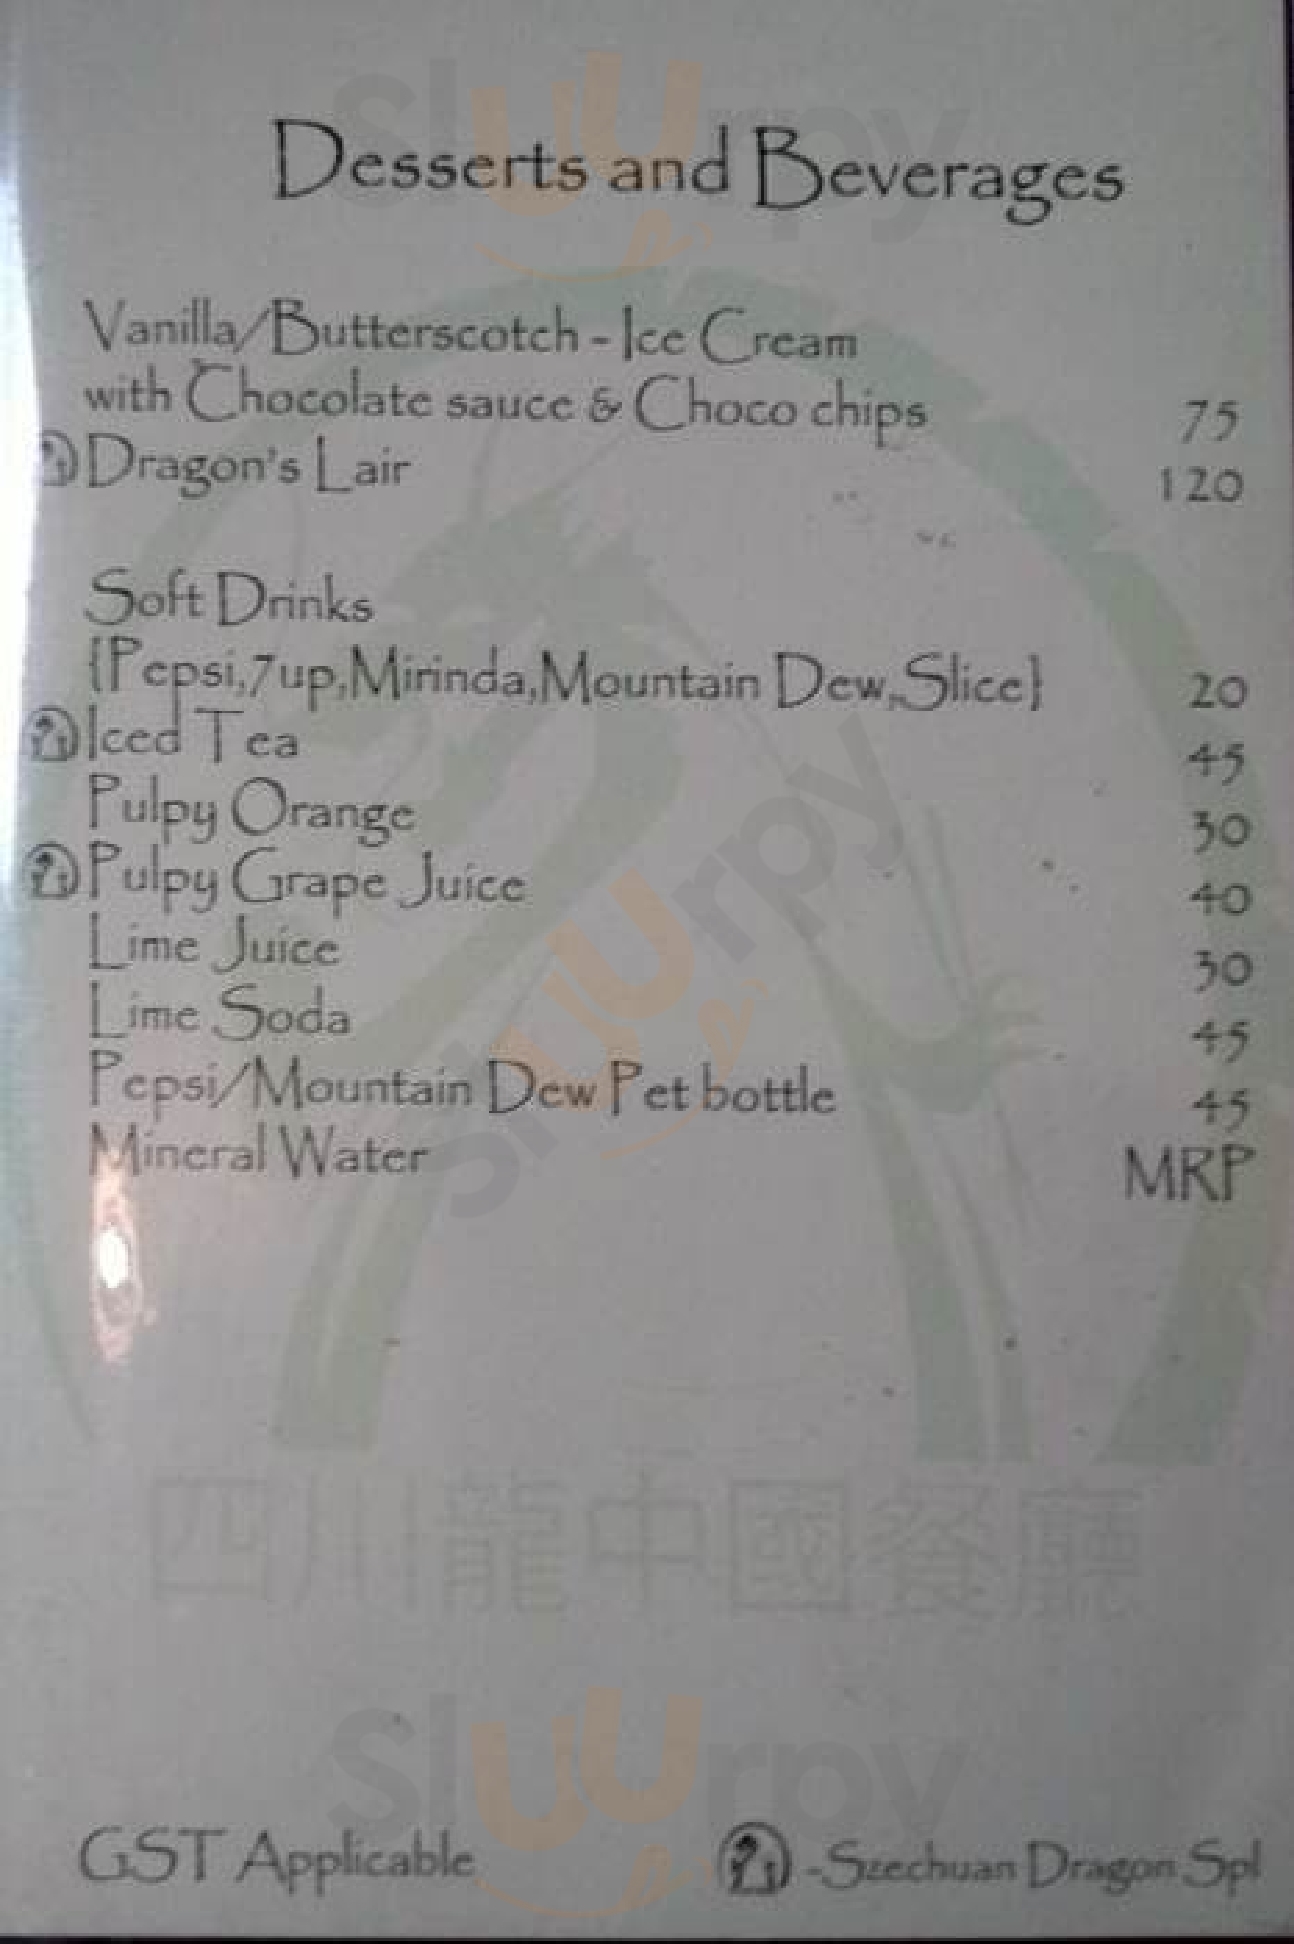 Desserts and Beverages
Vanilla/Butterscotch - Ice Cream
with Chocolate sauce & Choco chips 75
Dragon's Lair 120
Soft Drinks
{Pepsi,7up,Mirinda,Mountain Dew,Slice} 20
Iced Tea 45
Pulpy Orange 30
Pulpy Grape Juice 40
Lime Juice 30
Lime Soda 45
Pepsi/Mountain Dew Pet bottle 45
Mineral Water MRP
四川龍中國餐廳
GST Applicable -Szechuan Dragon Spl
Sluurpy
Sluurpy
Sluurpy